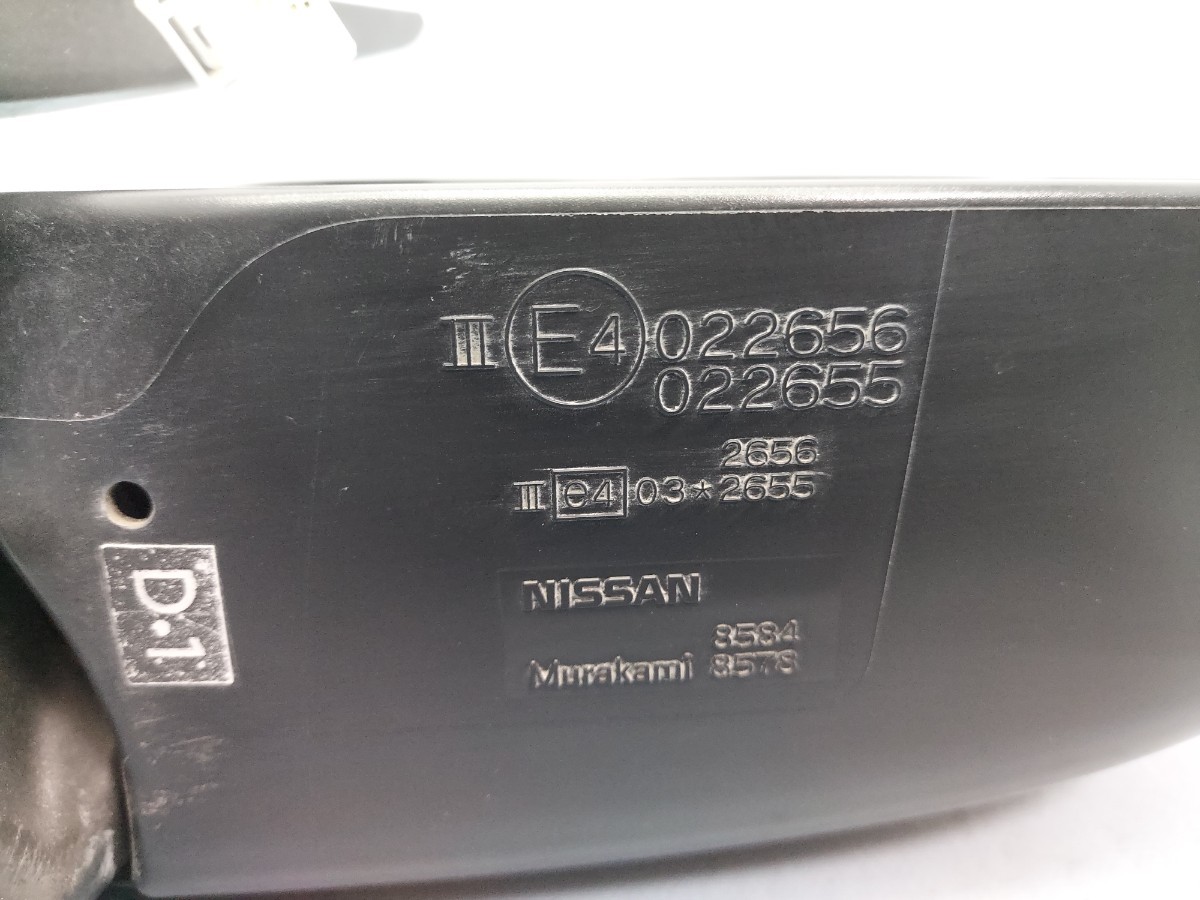 III E4 022656
022655
2656
III e4 03*2655
D.1
NISSAN
8584
Murakami 8578